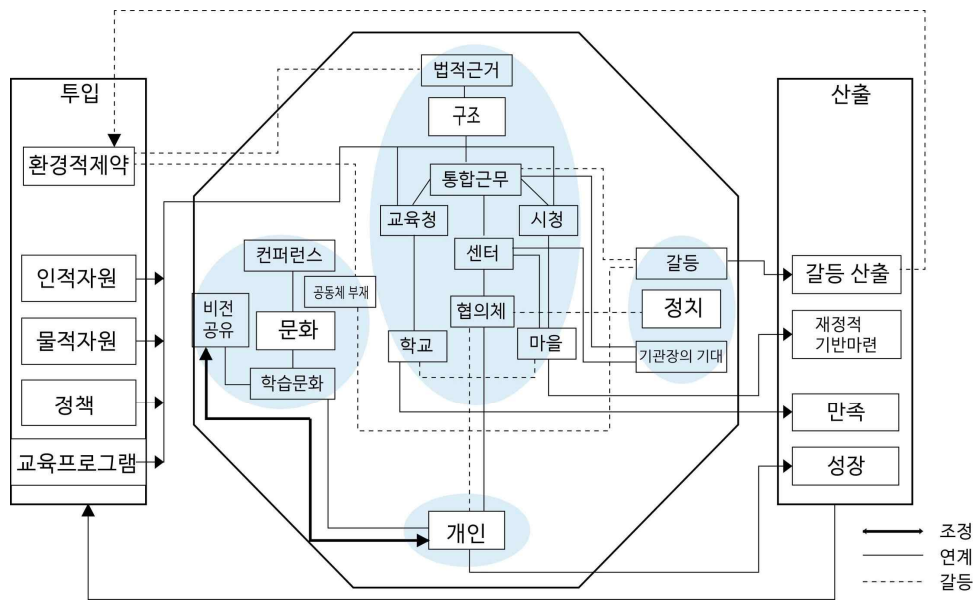 투입
환경적제약
인적자원
물적자원
정책
교육프로그램
법적근거
구조
통합근무
교육청
시청
센터
협의체
학교
마을
컨퍼런스
공동체 부재
비전
공유
문화
학습문화
갈등
정치
기관장의 기대
개인
산출
갈등 산출
재정적
기반마련
만족
성장
조정
연계
갈등